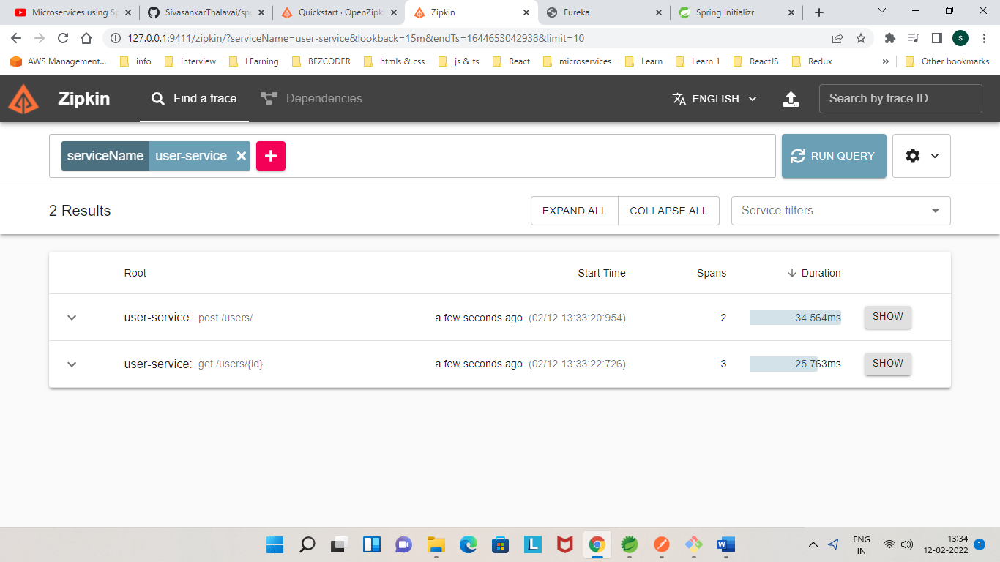 Microservices using Sp
SivasankarThalavai/spr
Quickstart · OpenZipk
Zipkin
Eureka
Spring Initializr
127.0.0.1:9411/zipkin/?serviceName=user-service&lookback=15m&endTs=1644653042938&limit=10
S
AWS Management...
info
interview
LEarning
BEZCODER
htmls & css
js & ts
React
microservices
Learn
Learn 1
ReactJS
Redux
»
Other bookmarks
Zipkin
Find a trace
Dependencies
ENGLISH
Search by trace ID
serviceName user-service
RUN QUERY
2 Results
EXPAND ALL
COLLAPSE ALL
Service filters
Root Start Time Spans Duration
user-service: post /users/ a few seconds ago (02/12 13:33:20:954) 2 34.564ms SHOW
user-service: get /users/{id} a few seconds ago (02/12 13:33:22:726) 3 25.763ms SHOW
L
W
ENG
IN
13:34
12-02-2022
1